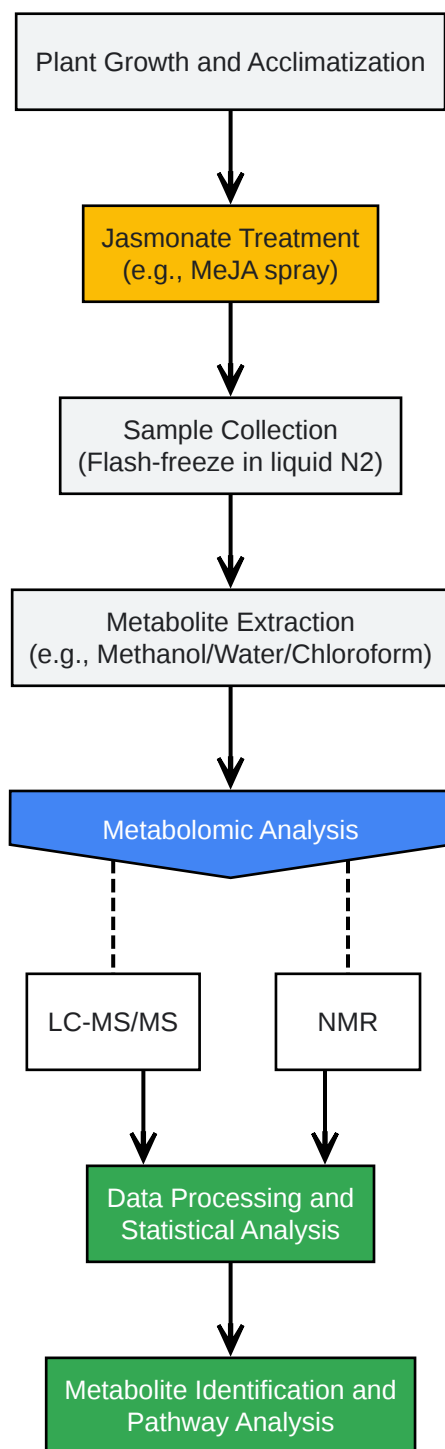 Plant Growth and Acclimatization
Jasmonate Treatment
(e.g., MeJA spray)
Sample Collection
(Flash-freeze in liquid N2)
Metabolite Extraction
(e.g., Methanol/Water/Chloroform)
Metabolomic Analysis
LC-MS/MS
NMR
Data Processing and
Statistical Analysis
Metabolite Identification and
Pathway Analysis